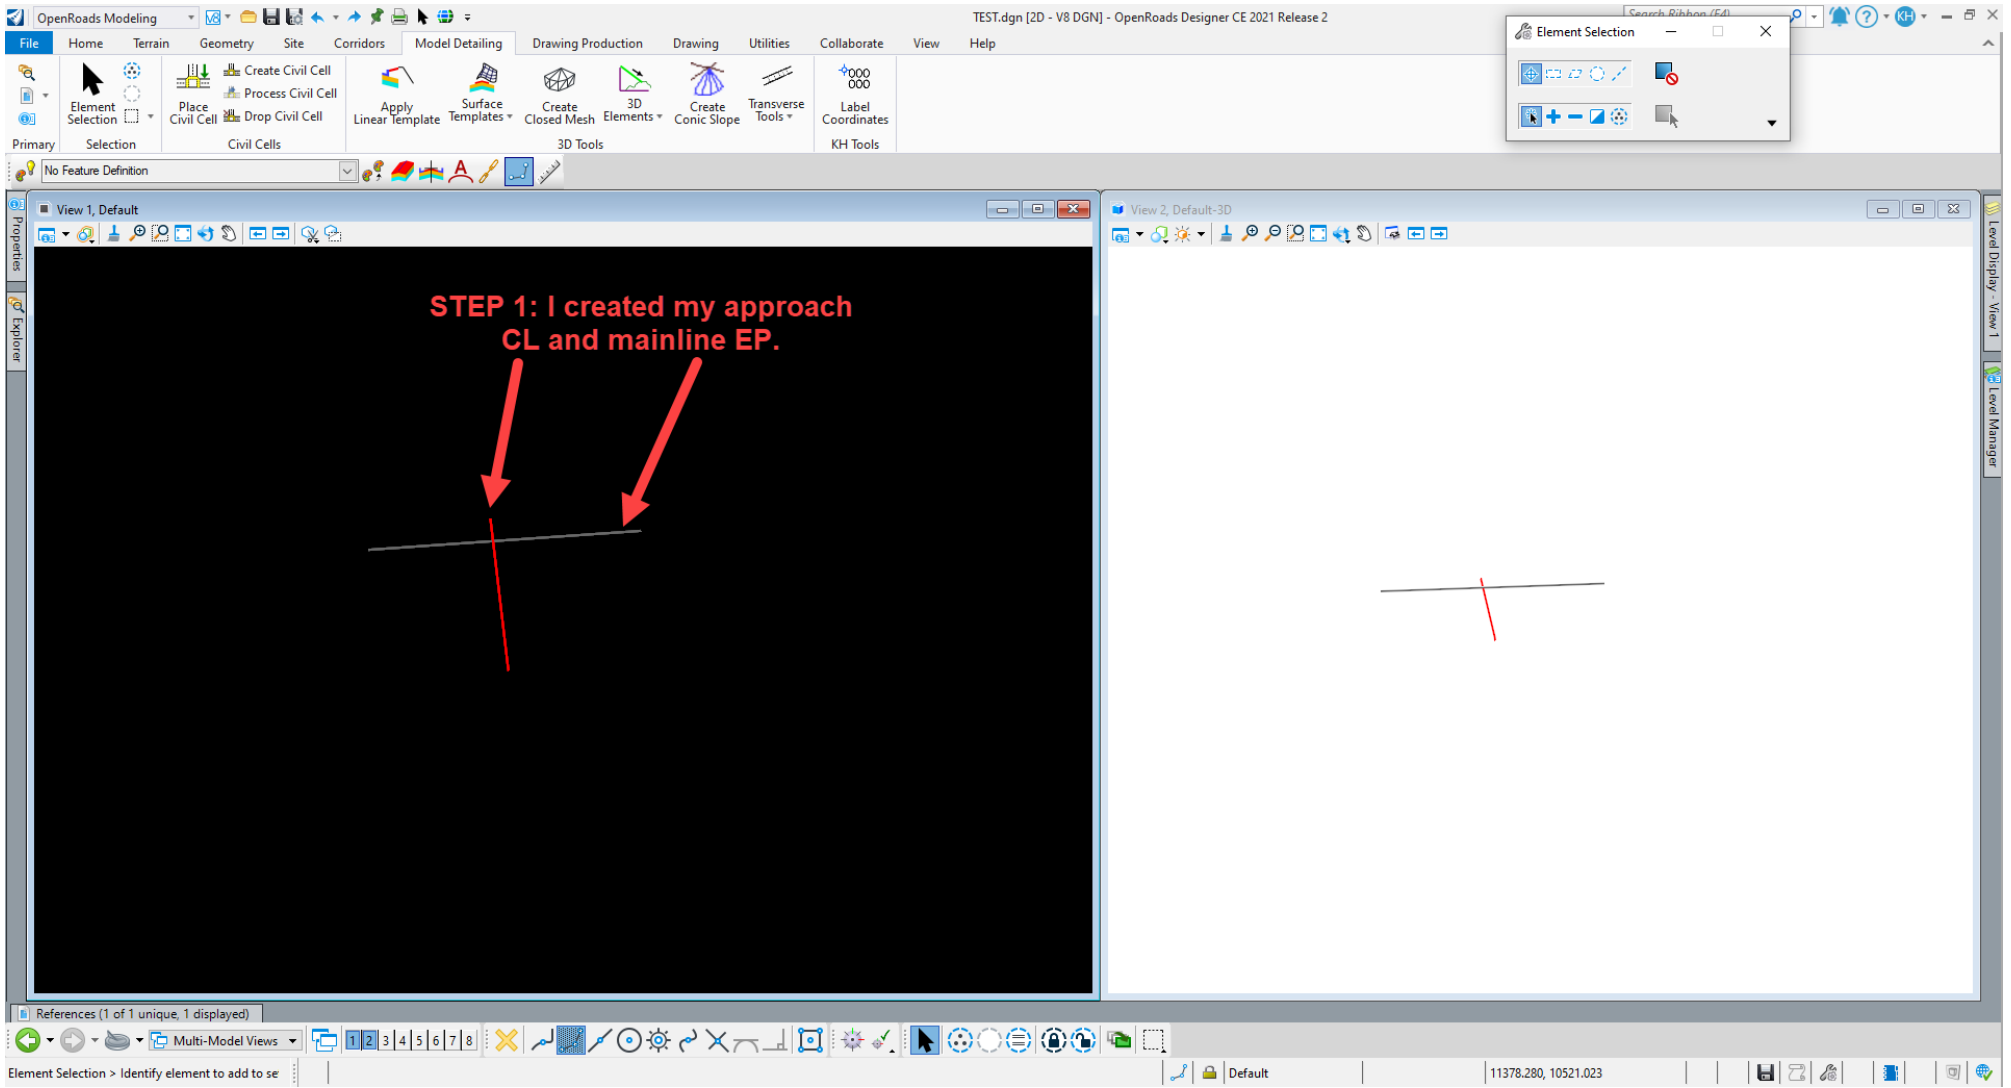 OpenRoads Modeling
TEST.dgn [2D - V8 DGN] - OpenRoads Designer CE 2021 Release 2
Search Ribbon (F4)
KH
File Home Terrain Geometry Site Corridors Model Detailing Drawing Production Drawing Utilities Collaborate View Help
Element Selection
Element Selection
Place Civil Cell
Create Civil Cell
Process Civil Cell
Drop Civil Cell
Apply Linear Template
Surface Templates
Create Closed Mesh
3D Elements
Create Conic Slope
Transverse Tools
Label Coordinates
Primary Selection Civil Cells 3D Tools KH Tools
No Feature Definition
Properties
Explorer
View 1, Default
View 2, Default-3D
Level Display - View 1
Level Manager
STEP 1: I created my approach
CL and mainline EP.
References (1 of 1 unique, 1 displayed)
Multi-Model Views
1 2 3 4 5 6 7 8
Element Selection > Identify element to add to se
Default
11378.280, 10521.023